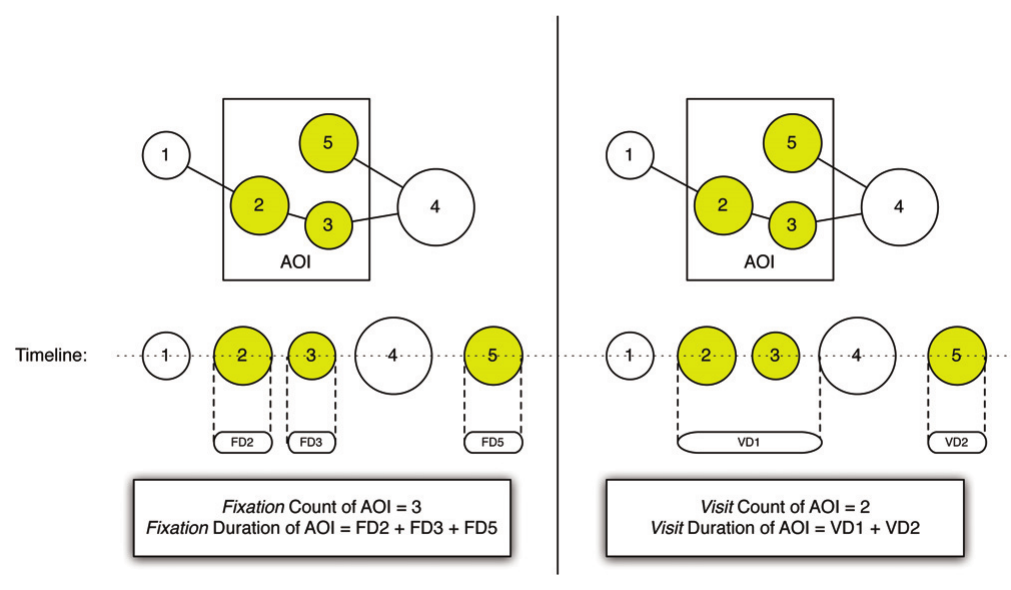 1
5
2
3
4
AOI
1
5
2
3
4
AOI
Timeline:
1
2
3
4
5
1
2
3
4
5
FD2
FD3
FD5
VD1
VD2
Fixation Count of AOI = 3
Fixation Duration of AOI = FD2 + FD3 + FD5
Visit Count of AOI = 2
Visit Duration of AOI = VD1 + VD2